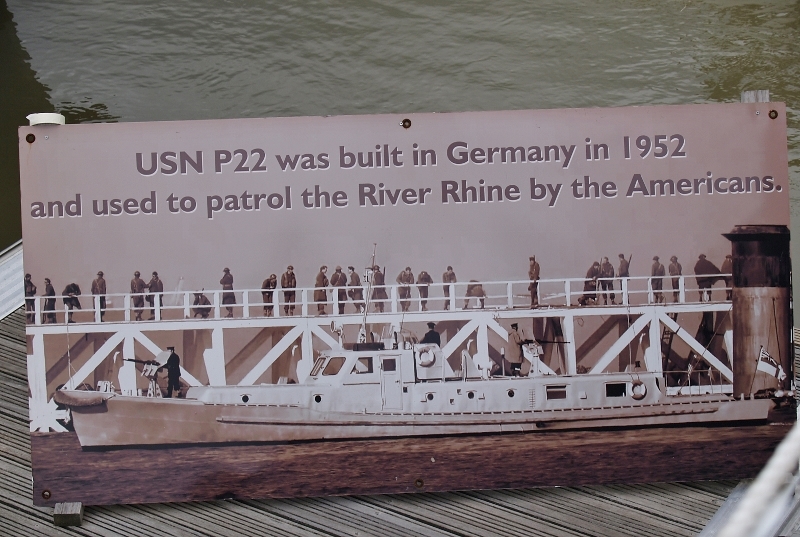 USN P22 was built in Germany in 1952
and used to patrol the River Rhine by the Americans.